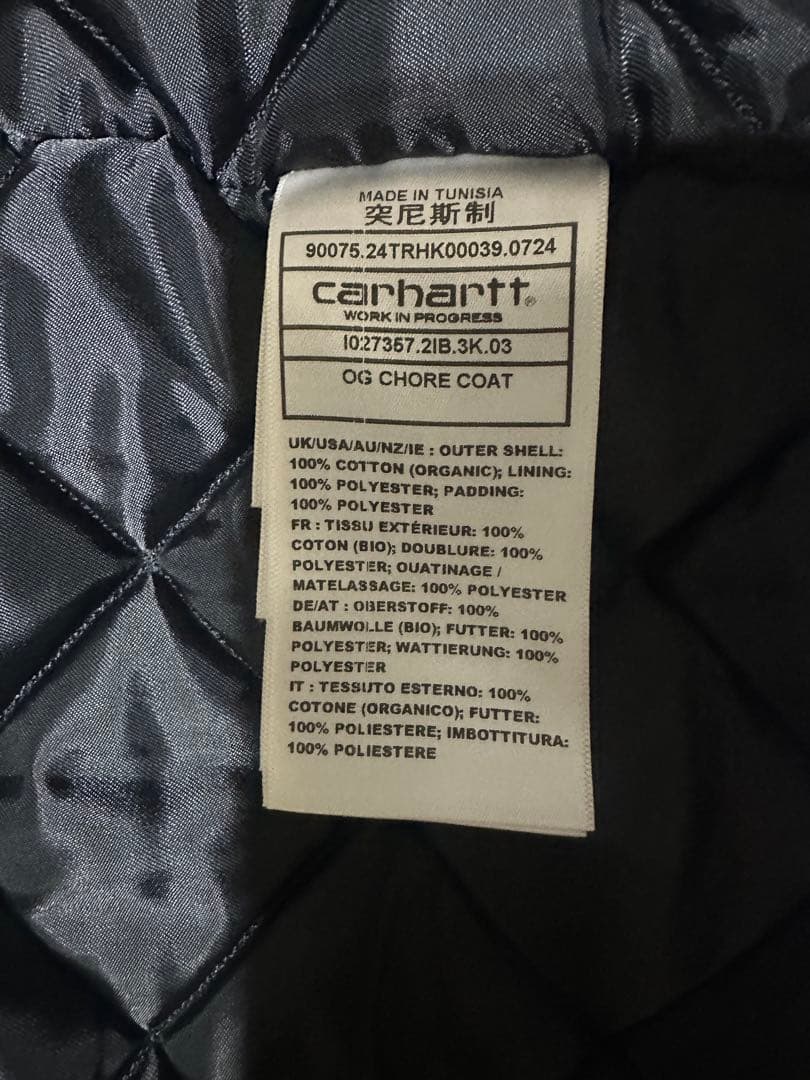 MADE IN TUNISIA
突尼斯制
90075.24TRHK00039.0724
carhartt®
WORK IN PROGRESS
I027357.2IB.3K.03
OG CHORE COAT
UK/USA/AU/NZ/IE : OUTER SHELL:
100% COTTON (ORGANIC); LINING:
100% POLYESTER; PADDING:
100% POLYESTER
FR : TISSU EXTÉRIEUR: 100%
COTON (BIO); DOUBLURE: 100%
POLYESTER; OUATINAGE /
MATELASSAGE: 100% POLYESTER
DE/AT : OBERSTOFF: 100%
BAUMWOLLE (BIO); FUTTER: 100%
POLYESTER; WATTIERUNG: 100%
POLYESTER
IT : TESSUTO ESTERNO: 100%
COTONE (ORGANICO); FUTTER:
100% POLIESTERE; IMBOTTITURA:
100% POLIESTERE